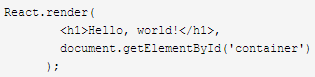 React.render(
        <h1>Hello, world!</h1>,
        document.getElementById('container')
      );